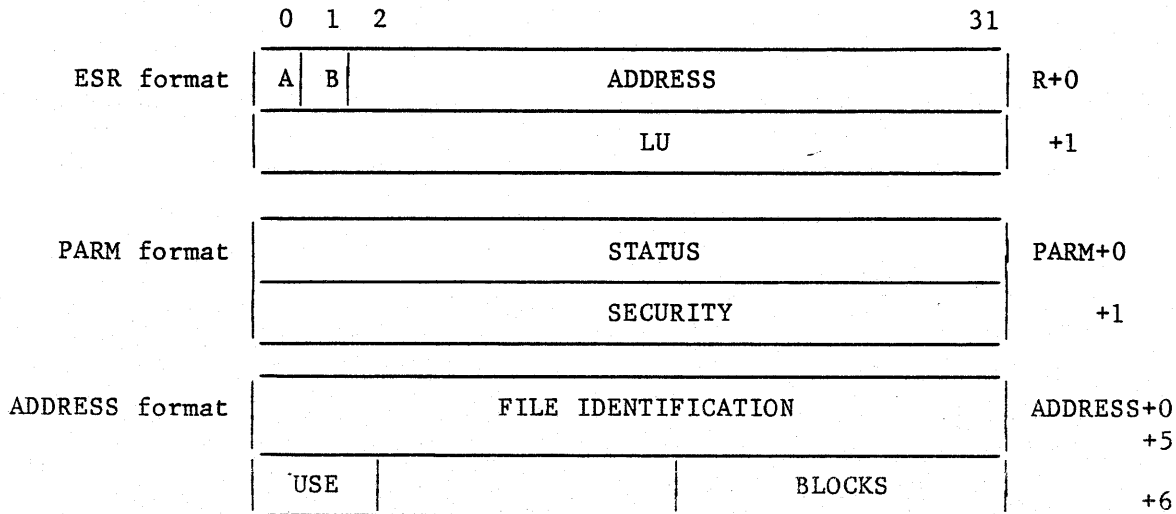 0 1 2 31
ESR format A B ADDRESS R+0
LU +1
PARM format STATUS PARM+0
SECURITY +1
ADDRESS format FILE IDENTIFICATION ADDRESS+0
+5
USE BLOCKS +6